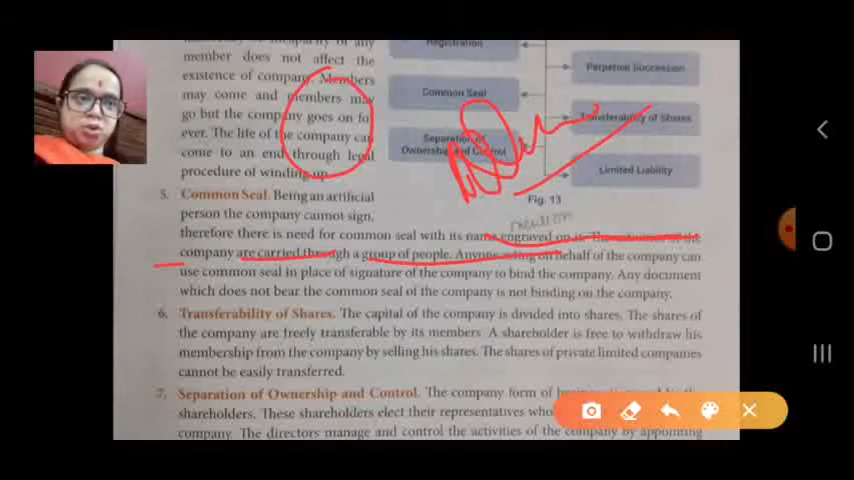 member does not affect the
existence of company. Members
may come and members may
go but the company goes on fo
ever. The life of the company can
come to an end through legal
procedure of winding up.
Registration
Perpetual Succession
Common Seal
Transferability of Shares
Separation of
Ownership and Control
Limited Liability
Fig. 13
5. Common Seal. Being an artificial
person the company cannot sign,
therefore there is need for common seal with its name engraved on it. The
company are carried through a group of people. Anyone acting on behalf of the company can
use common seal in place of signature of the company to bind the company. Any document
which does not bear the common seal of the company is not binding on the company.
6. Transferability of Shares. The capital of the company is divided into shares. The shares of
the company are freely transferable by its members. A shareholder is free to withdraw his
membership from the company by selling his shares. The shares of private limited companies
cannot be easily transferred.
7. Separation of Ownership and Control. The company form of
shareholders. These shareholders elect their representatives who
company. The directors manage and control the activities of the company by appointing